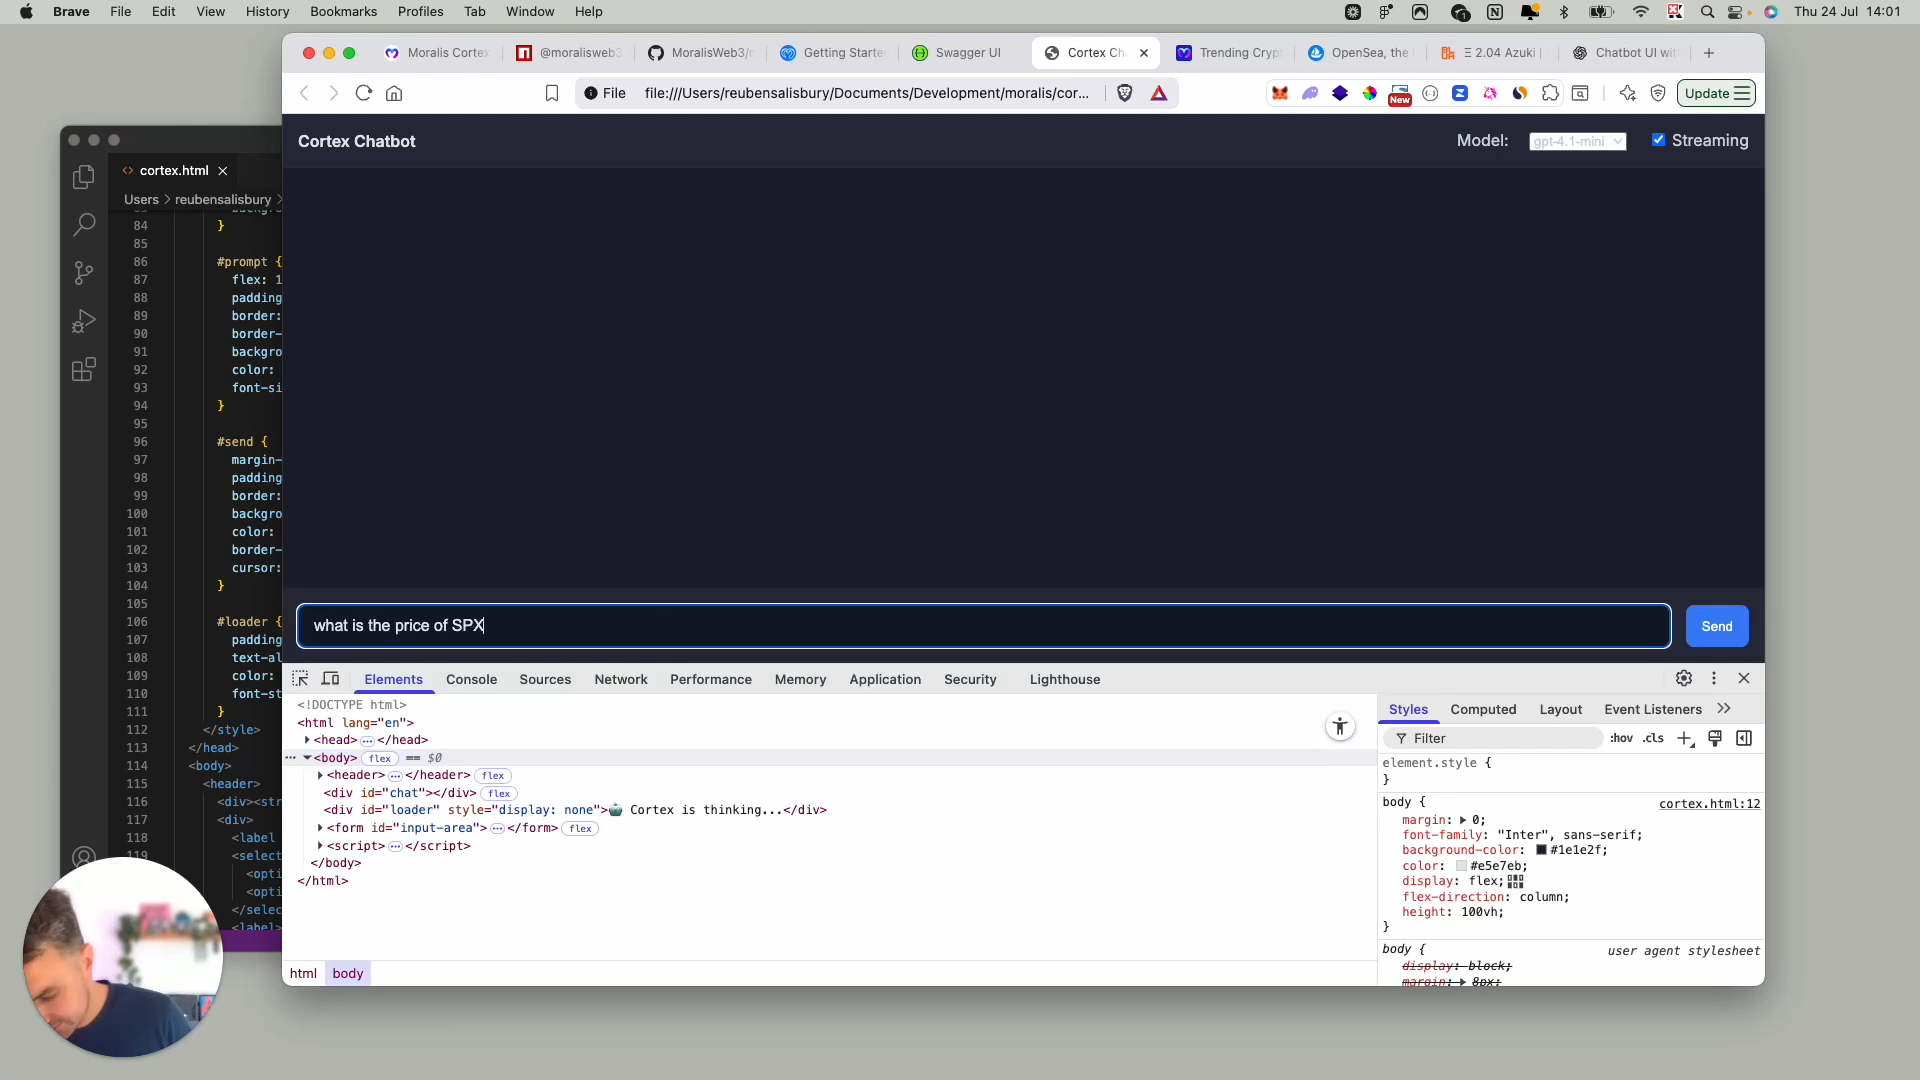 Brave File Edit View History Bookmarks Profiles Tab Window Help
Thu 24 Jul 14:01
Moralis Cortex
@moralisweb3
MoralisWeb3/
Getting Starte
Swagger UI
Cortex Ch
Trending Cryp
OpenSea, the
Ξ 2.04 Azuki |
Chatbot UI wit
File
file:///Users/reubensalisbury/Documents/Development/moralis/cor...
New
Update
cortex.html
Users > reubensalisbury >
Cortex Chatbot
Model: gpt-4.1-mini
Streaming
84 }
85
86 #prompt {
87 flex: 1
88 padding
89 border:
90 border-
91 backgro
92 color:
93 font-si
94 }
95
96 #send {
97 margin-
98 padding
99 border:
100 backgro
101 color:
102 border-
103 cursor:
104 }
105
106 #loader {
107 padding
108 text-al
109 color:
110 font-st
111 }
112 </style>
113 </head>
114 <body>
115 <header>
116 <div><str
117 <div>
118 <label
119 <select
<opti
<opti
</selec
<label>
what is the price of SPX
Send
Elements Console Sources Network Performance Memory Application Security Lighthouse
<!DOCTYPE html>
<html lang="en">
<head> </head>
<body> flex == $0
<header> </header> flex
<div id="chat"></div> flex
<div id="loader" style="display: none">🤖 Cortex is thinking...</div>
<form id="input-area"> </form> flex
<script> </script>
</body>
</html>
html body
Styles Computed Layout Event Listeners
Filter
:hov .cls
element.style {
}
body {
cortex.html:12
margin: 0;
font-family: "Inter", sans-serif;
background-color: #1e1e2f;
color: #e5e7eb;
display: flex;
flex-direction: column;
height: 100vh;
}
body {
user agent stylesheet
display: block;
margin: 8px;